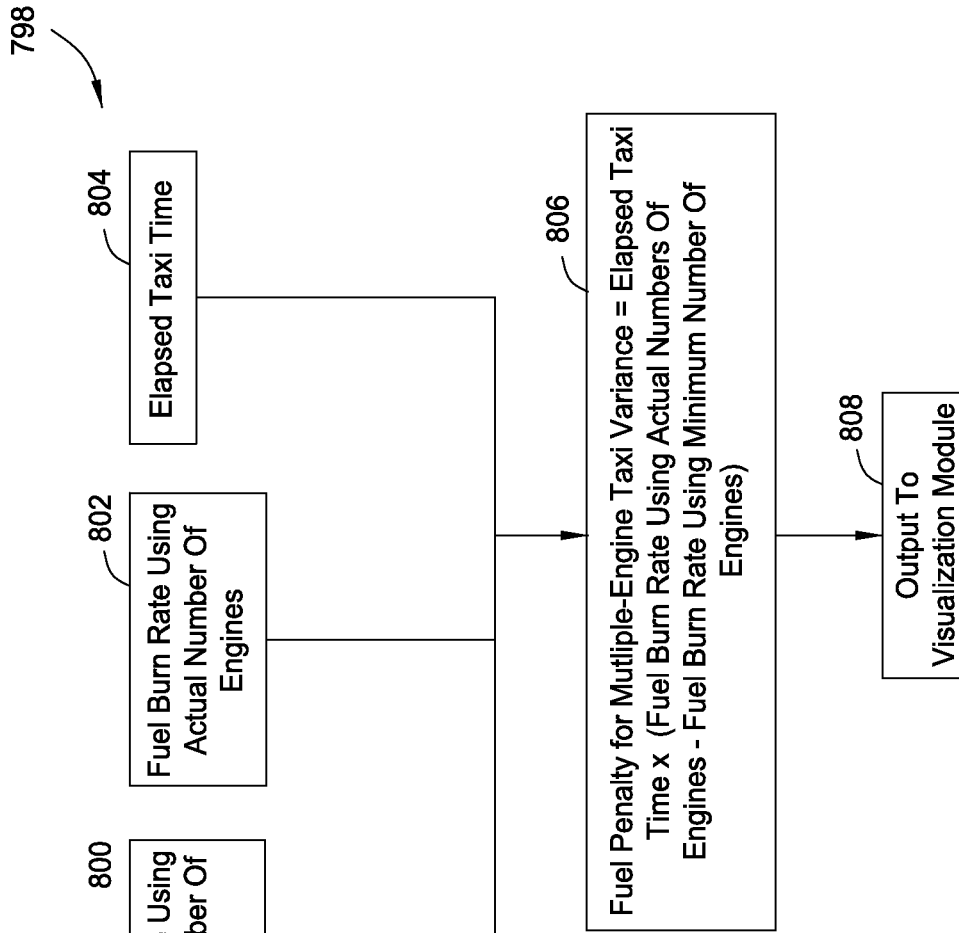 798
800
Using
ber Of
802
Fuel Burn Rate Using
Actual Number Of
Engines
804
Elapsed Taxi Time
806
Fuel Penalty for Mutliple-Engine Taxi Variance = Elapsed Taxi
Time x (Fuel Burn Rate Using Actual Numbers Of
Engines - Fuel Burn Rate Using Minimum Number Of
Engines)
808
Output To
Visualization Module